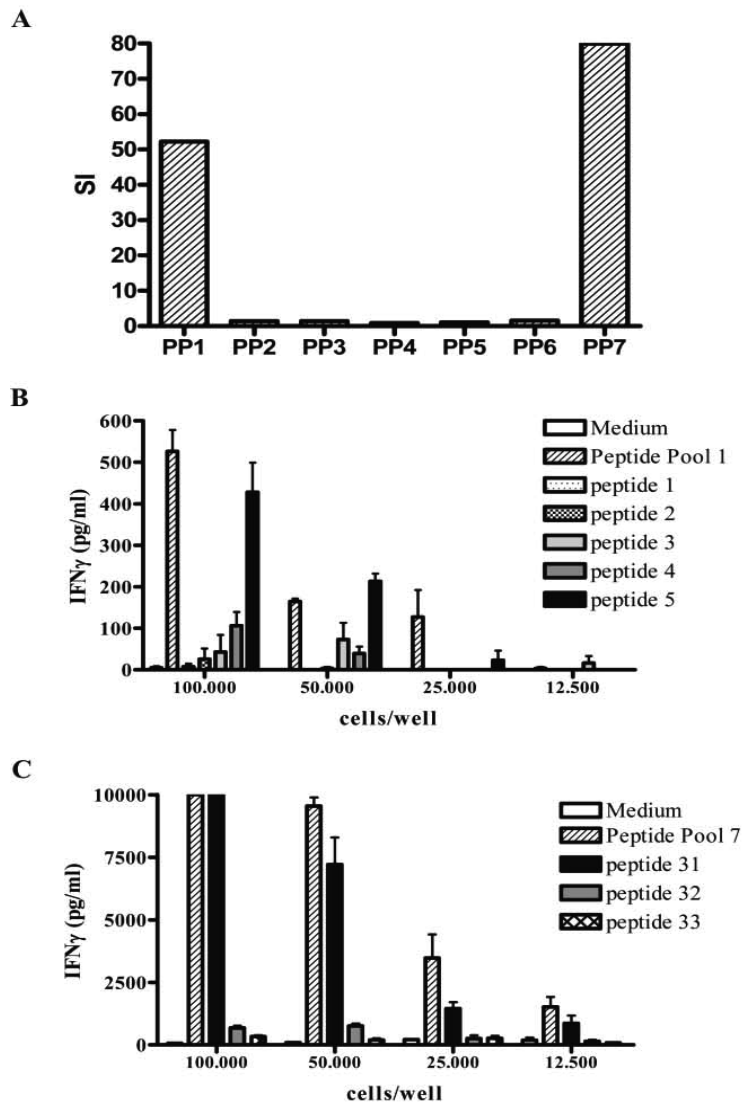 A
80
70
60
50
40
30
20
10
0
SI
PP1 PP2 PP3 PP4 PP5 PP6 PP7
B
600
500
400
300
200
100
0
IFNγ (pg/ml)
100.000 50.000 25.000 12.500
cells/well
Medium
Peptide Pool 1
peptide 1
peptide 2
peptide 3
peptide 4
peptide 5
C
10000
7500
5000
2500
0
IFNγ (pg/ml)
100.000 50.000 25.000 12.500
cells/well
Medium
Peptide Pool 7
peptide 31
peptide 32
peptide 33